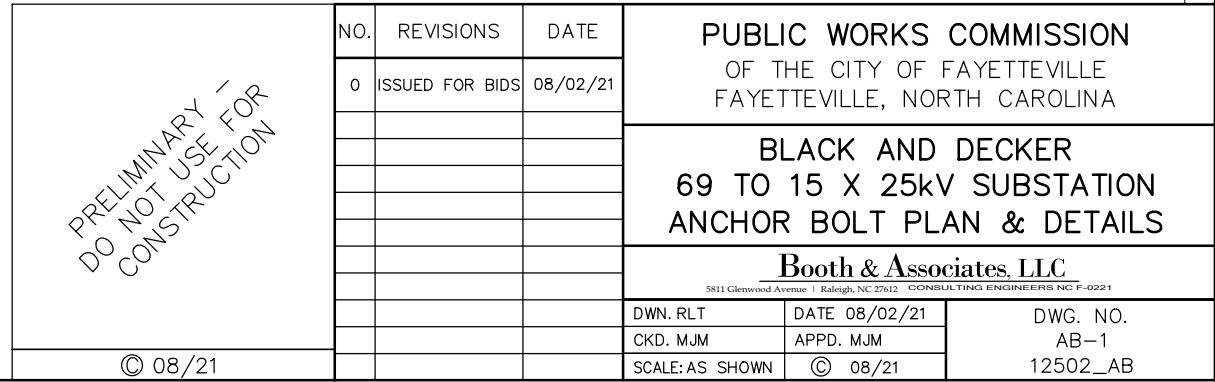 PRELIMINARY –
DO NOT USE FOR
CONSTRUCTION
© 08/21
NO. REVISIONS DATE
0 ISSUED FOR BIDS 08/02/21
PUBLIC WORKS COMMISSION
OF THE CITY OF FAYETTEVILLE
FAYETTEVILLE, NORTH CAROLINA
BLACK AND DECKER
69 TO 15 X 25kV SUBSTATION
ANCHOR BOLT PLAN & DETAILS
Booth & Associates, LLC
5811 Glenwood Avenue | Raleigh, NC 27612 CONSULTING ENGINEERS NC F-0221
DWN. RLT DATE 08/02/21
CKD. MJM APPD. MJM
SCALE: AS SHOWN © 08/21
DWG. NO.
AB-1
12502_AB